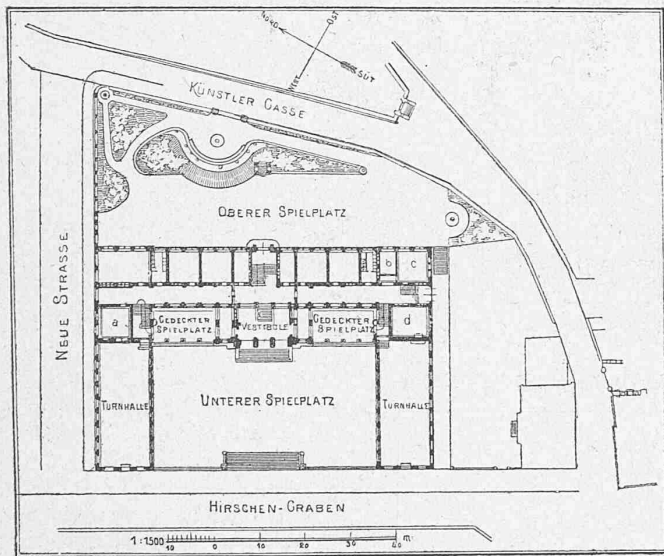 NORD
OST
WEST
SÜT
KÜNSTLER GASSE
OBERER SPIELPLATZ
NEUE STRASSE
b
c
a
GEDECKTER
SPIELPLATZ
VESTIBÜLE
GEDECKTER
SPIELPLATZ
d
TURNHALLE
UNTERER SPIELPLATZ
TURNHALLE
HIRSCHEN-GRABEN
1:1500
10 0 10 20 30 40 m.